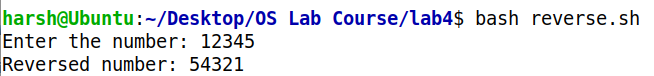 harsh@Ubuntu:~/Desktop/OS Lab Course/lab4$ bash reverse.sh
Enter the number: 12345
Reversed number: 54321